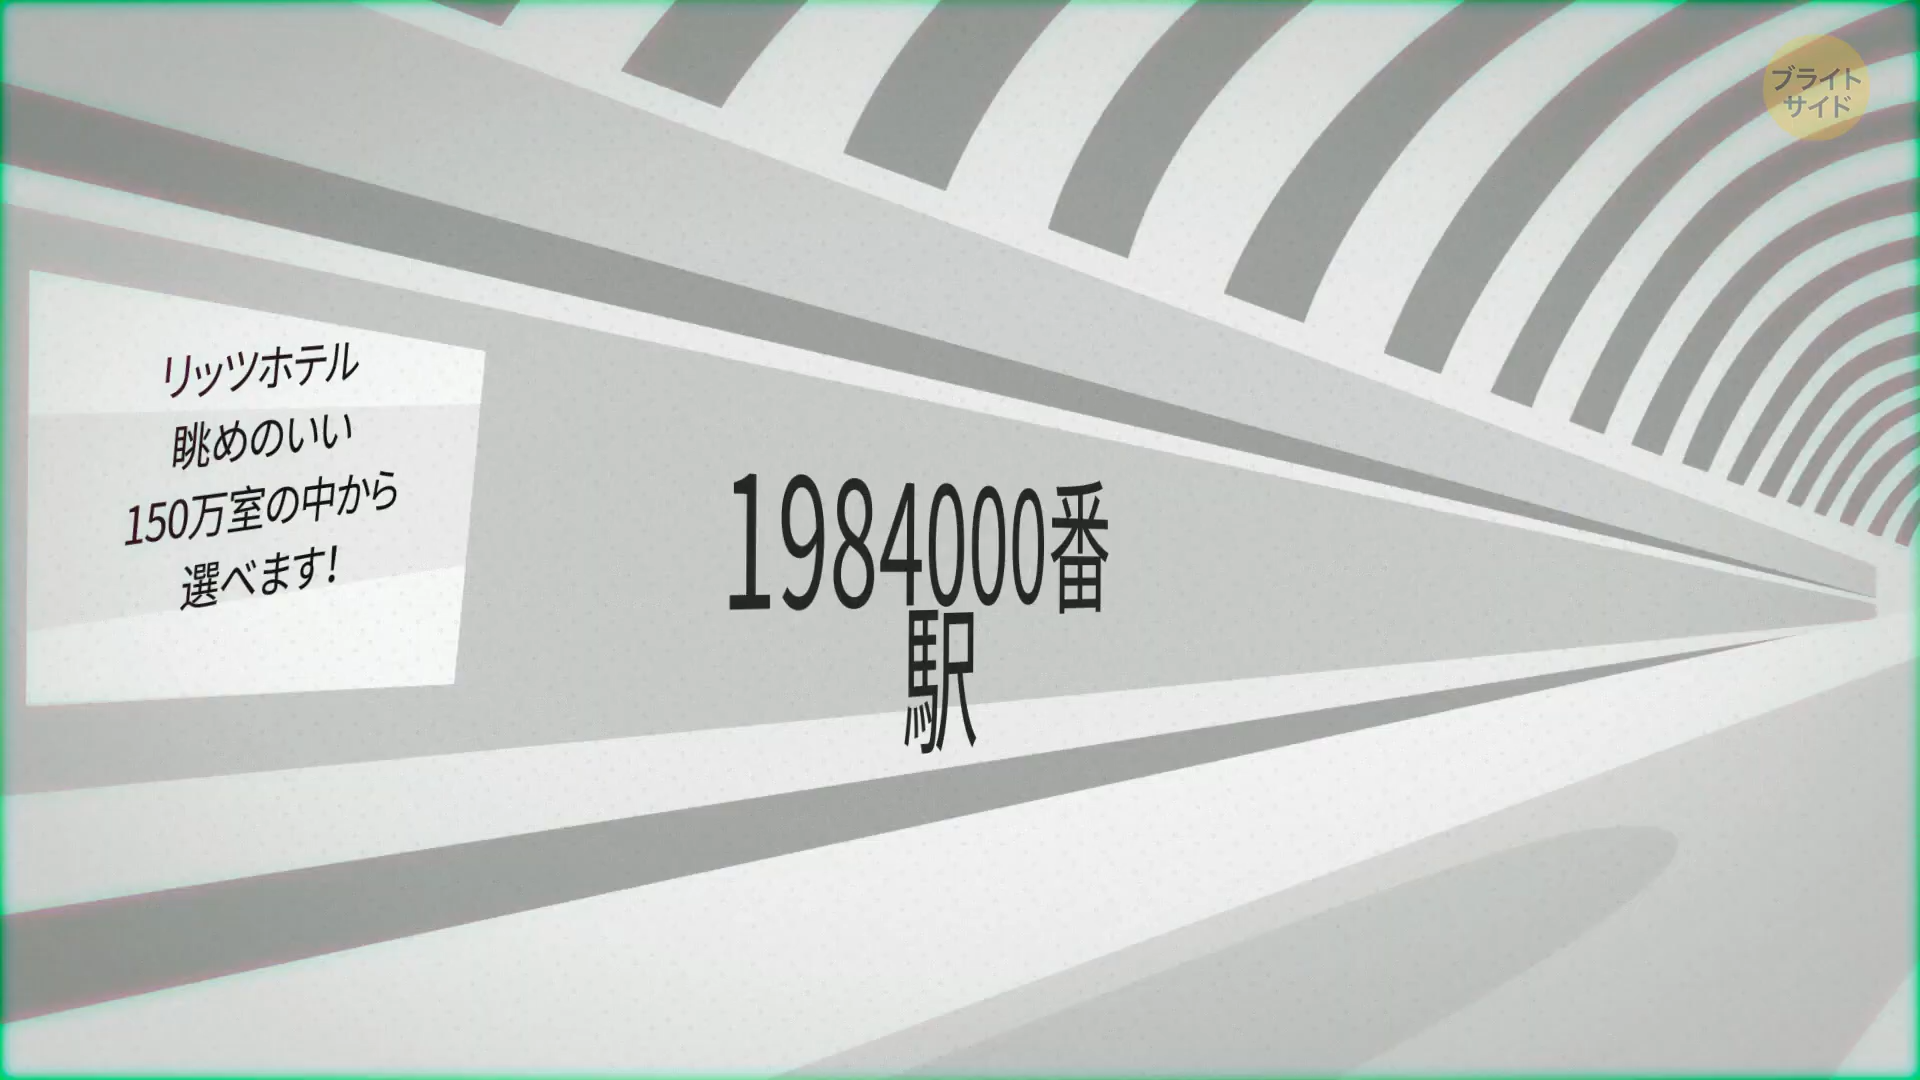 ブライト
サイド
リッツホテル
眺めのいい
150万室の中から
選べます!
1984000番
駅